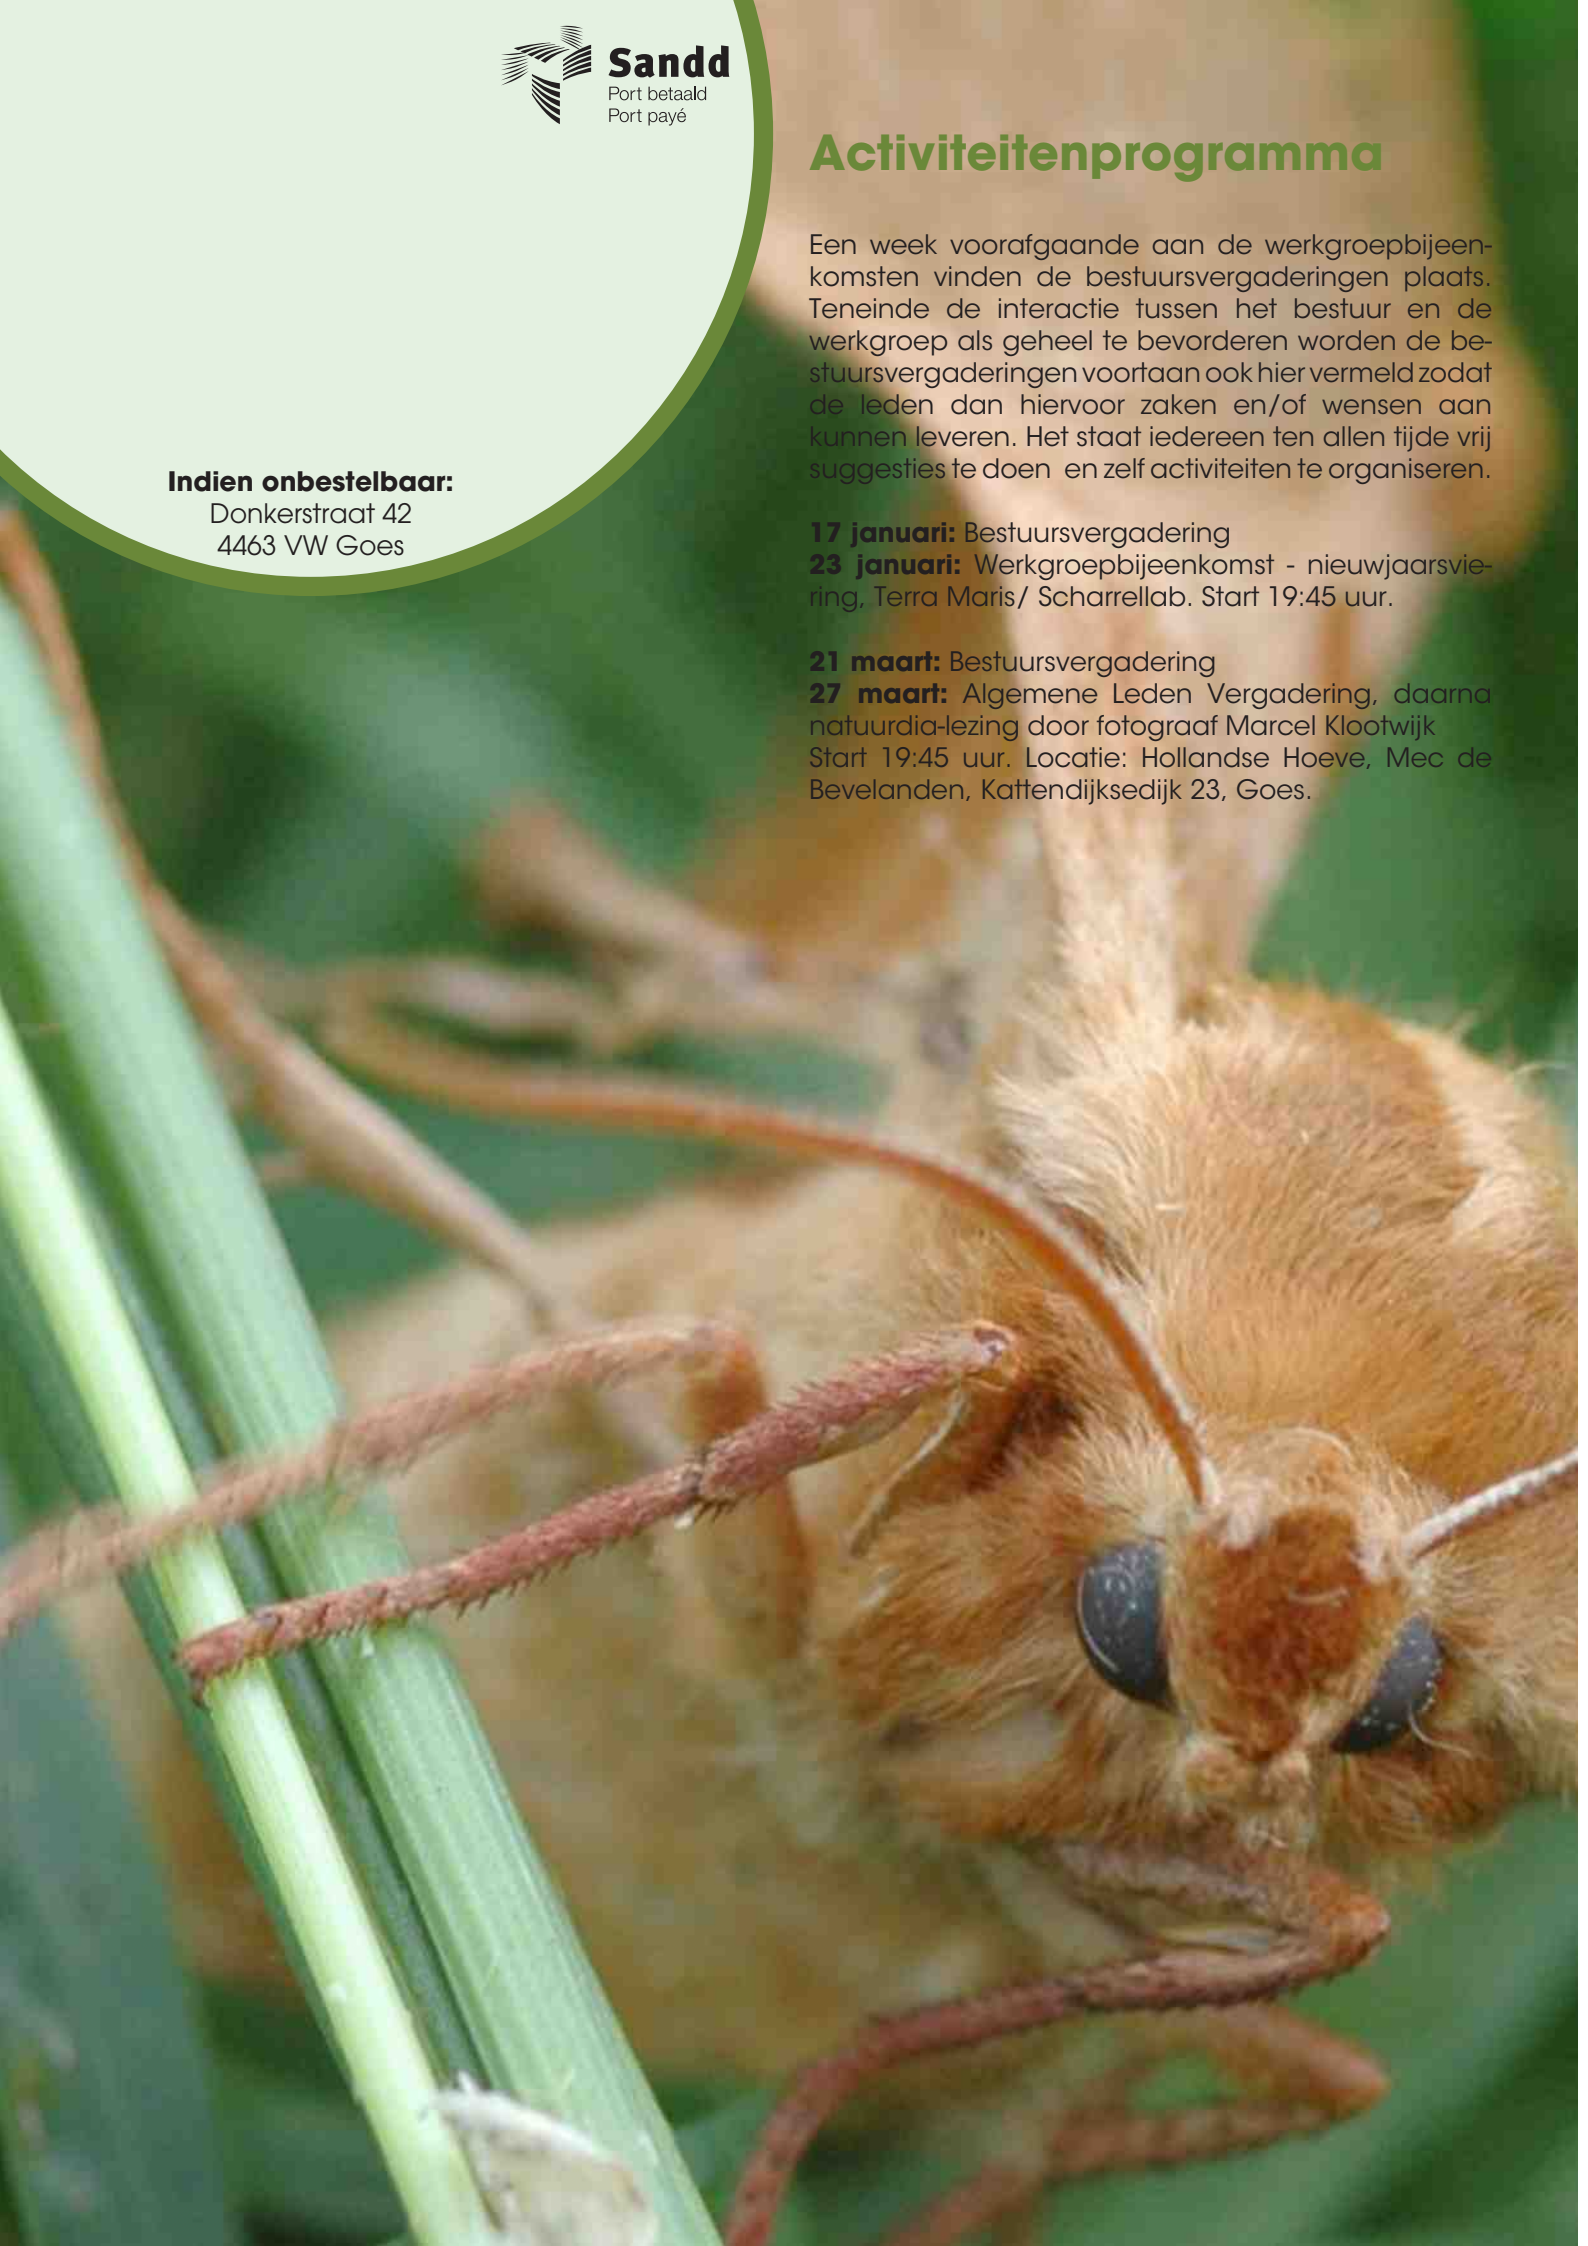 Sandd
Port betaald
Port payé
Indien onbestelbaar:
Donkerstraat 42
4463 VW Goes
Activiteitenprogramma
Een week voorafgaande aan de werkgroepbijeen-
komsten vinden de bestuursvergaderingen plaats.
Teneinde de interactie tussen het bestuur en de
werkgroep als geheel te bevorderen worden de be-
stuursvergaderingen voortaan ook hier vermeld zodat
de leden dan hiervoor zaken en/of wensen aan
kunnen leveren. Het staat iedereen ten allen tijde vrij
suggesties te doen en zelf activiteiten te organiseren.
17 januari: Bestuursvergadering
23 januari: Werkgroepbijeenkomst - nieuwjaarsvie-
ring, Terra Maris/ Scharrellab. Start 19:45 uur.
21 maart: Bestuursvergadering
27 maart: Algemene Leden Vergadering, daarna
natuurdia-lezing door fotograaf Marcel Klootwijk
Start 19:45 uur. Locatie: Hollandse Hoeve, Mec de
Bevelanden, Kattendijksedijk 23, Goes.